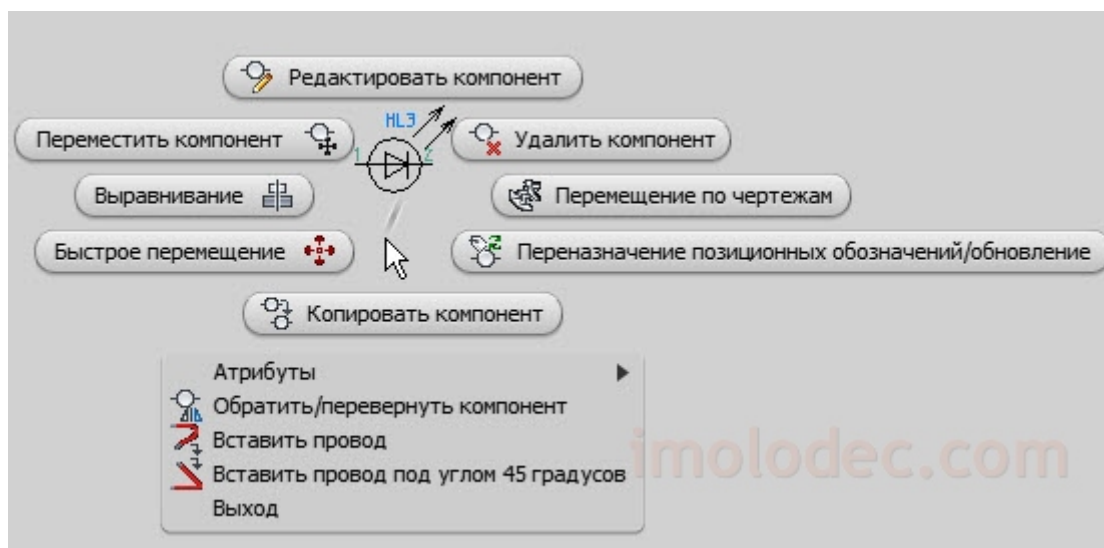 Редактировать компонент
HL3
Переместить компонент
1
2
Удалить компонент
Выравнивание
Перемещение по чертежам
Быстрое перемещение
Переназначение позиционных обозначений/обновление
Копировать компонент
Атрибуты
Обратить/перевернуть компонент
Вставить провод
Вставить провод под углом 45 градусов
Выход
imolodec.com